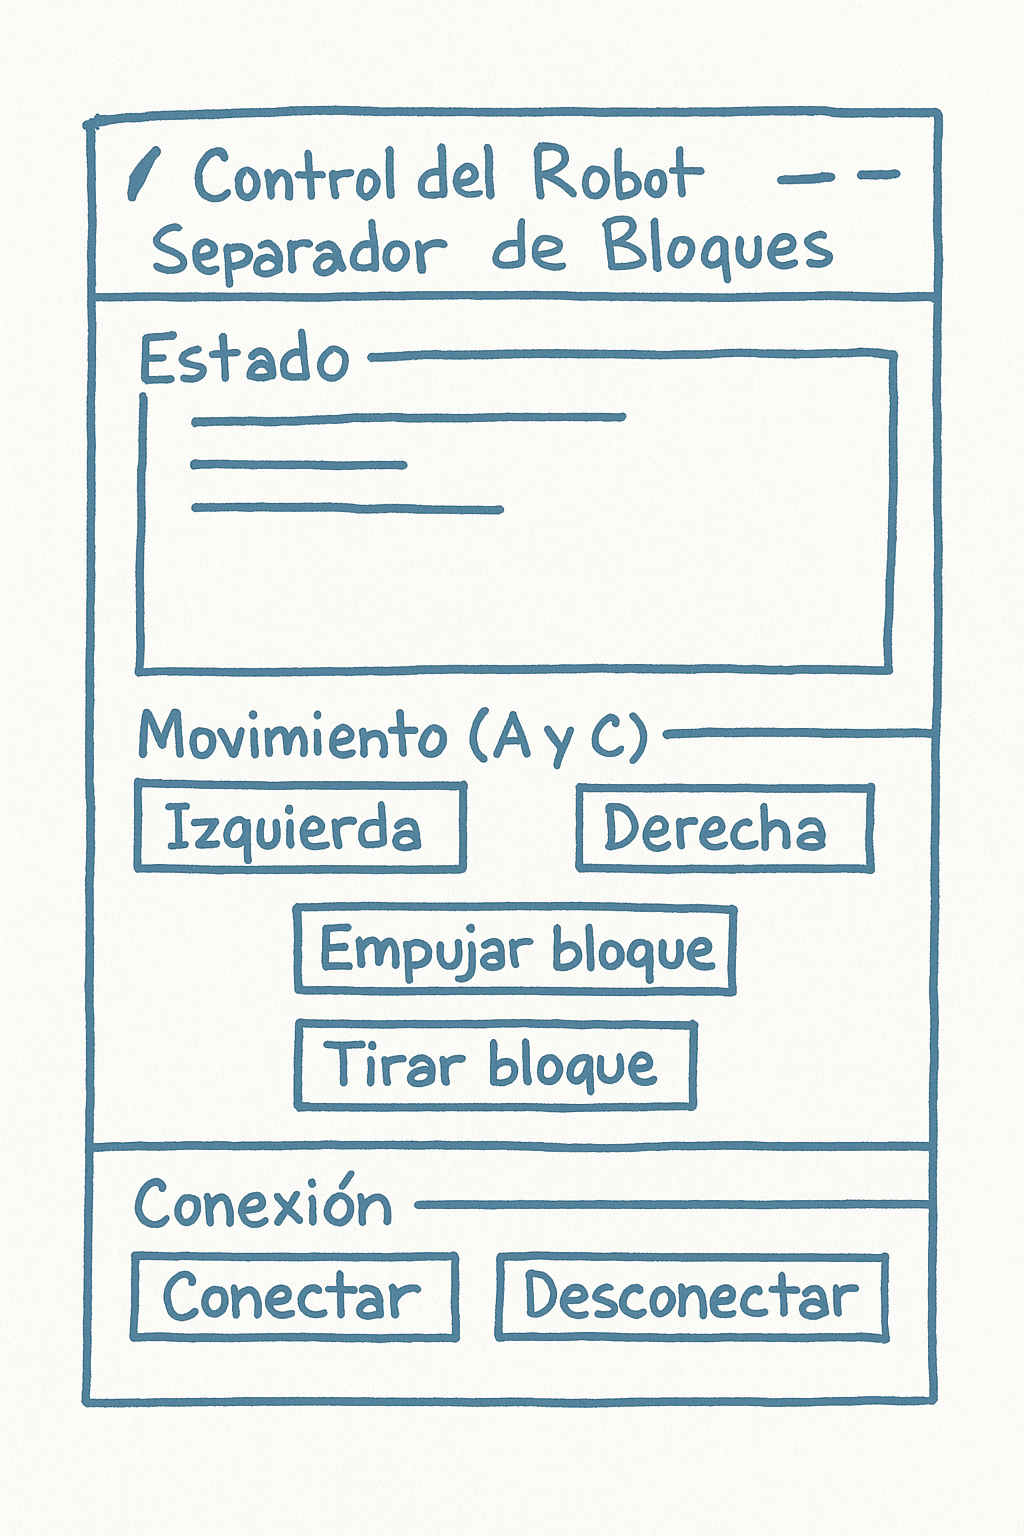 Control del Robot
Separador de Bloques
Estado
Movimiento (A y C)
Izquierda
Derecha
Empujar bloque
Tirar bloque
Conexión
Conectar
Desconectar